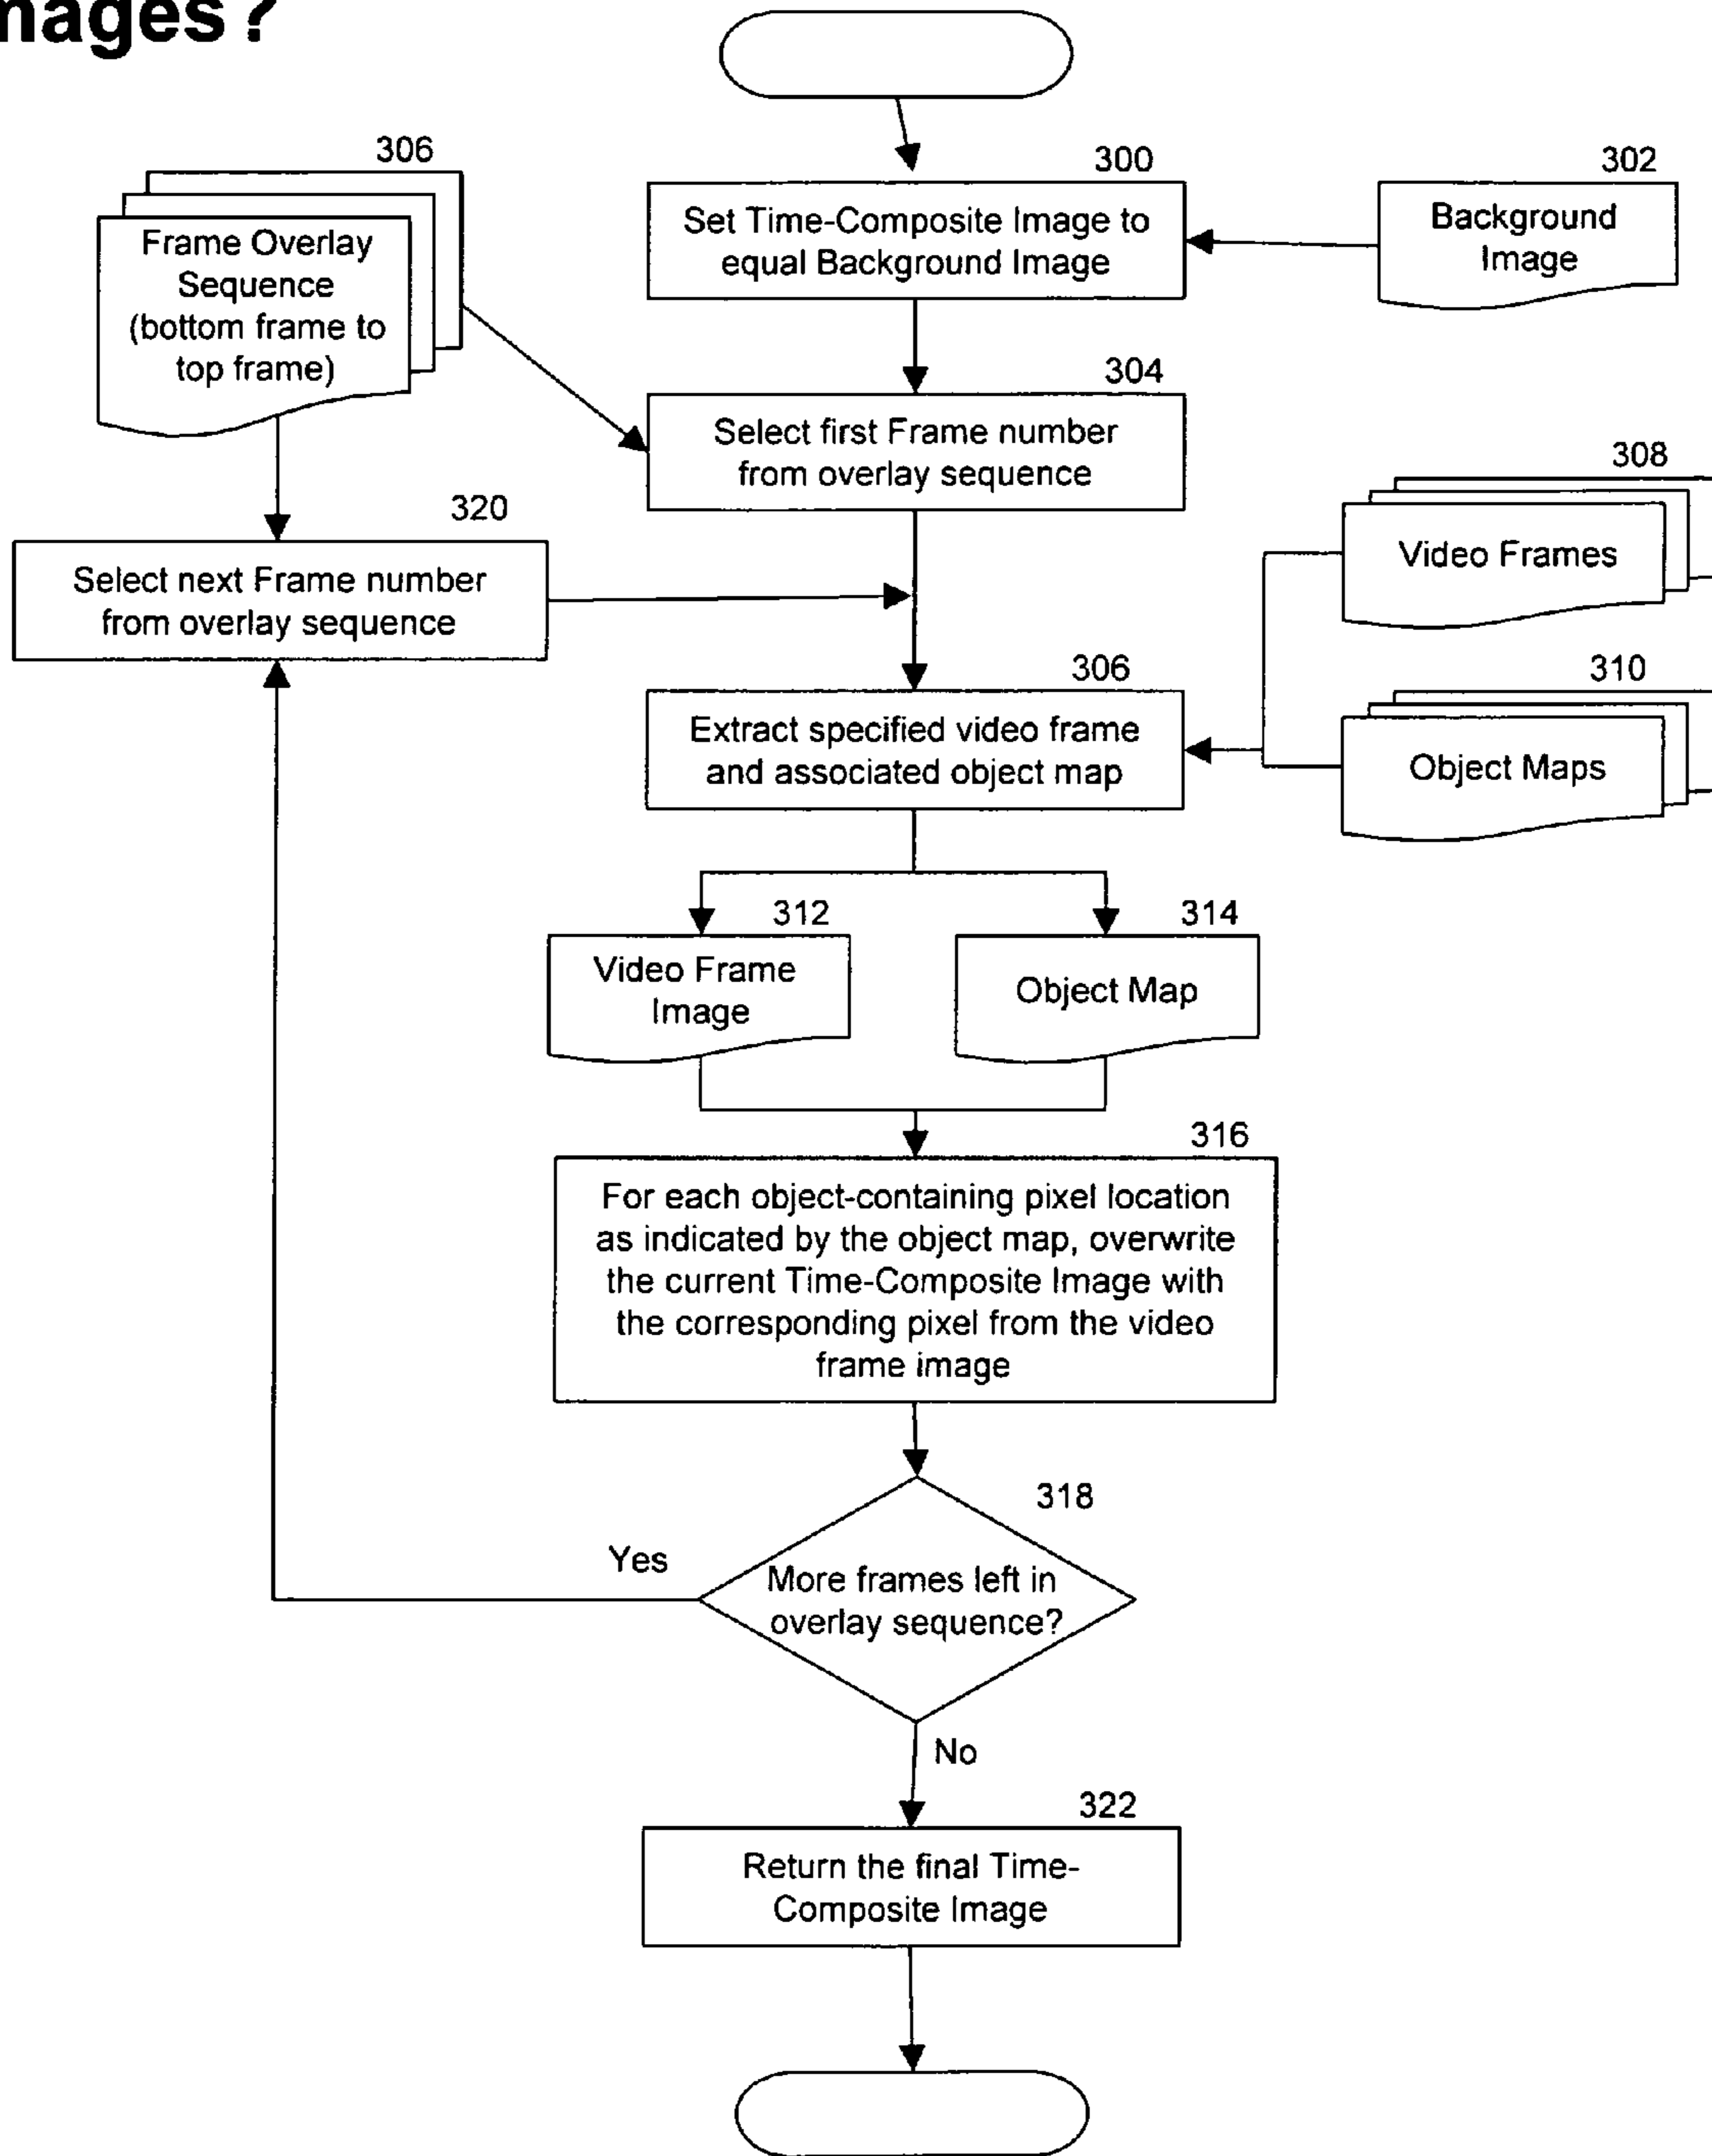 306
300
302
Frame Overlay
Sequence
(bottom frame to
top frame)
Set Time-Composite Image to
equal Background Image
Background
Image
304
Select first Frame number
from overlay sequence
308
Video Frames
320
Select next Frame number
from overlay sequence
306
Extract specified video frame
and associated object map
310
Object Maps
312
Video Frame
Image
314
Object Map
316
For each object-containing pixel location
as indicated by the object map, overwrite
the current Time-Composite Image with
the corresponding pixel from the video
frame image
318
Yes
More frames left in
overlay sequence?
No
322
Return the final Time-
Composite Image